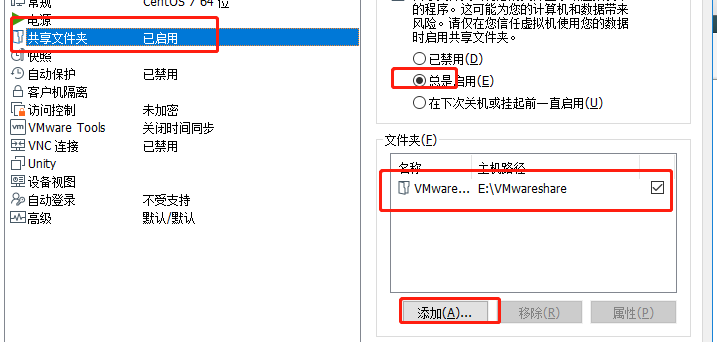 常规 CentOS 7 64 位
电源
共享文件夹 已启用
快照
自动保护 已禁用
客户机隔离
访问控制 未加密
VMware Tools 关闭时间同步
VNC 连接 已禁用
Unity
设备视图
自动登录 不受支持
高级 默认/默认
的程序。这可能为您的计算机和数据带来
风险。请仅在您信任虚拟机使用您的数据
时启用共享文件夹。
已禁用(D)
总是启用(E)
在下次关机或挂起前一直启用(U)
文件夹(F)
名称 主机路径
VMware... E:\VMwareshare
添加(A)... 移除(R) 属性(P)